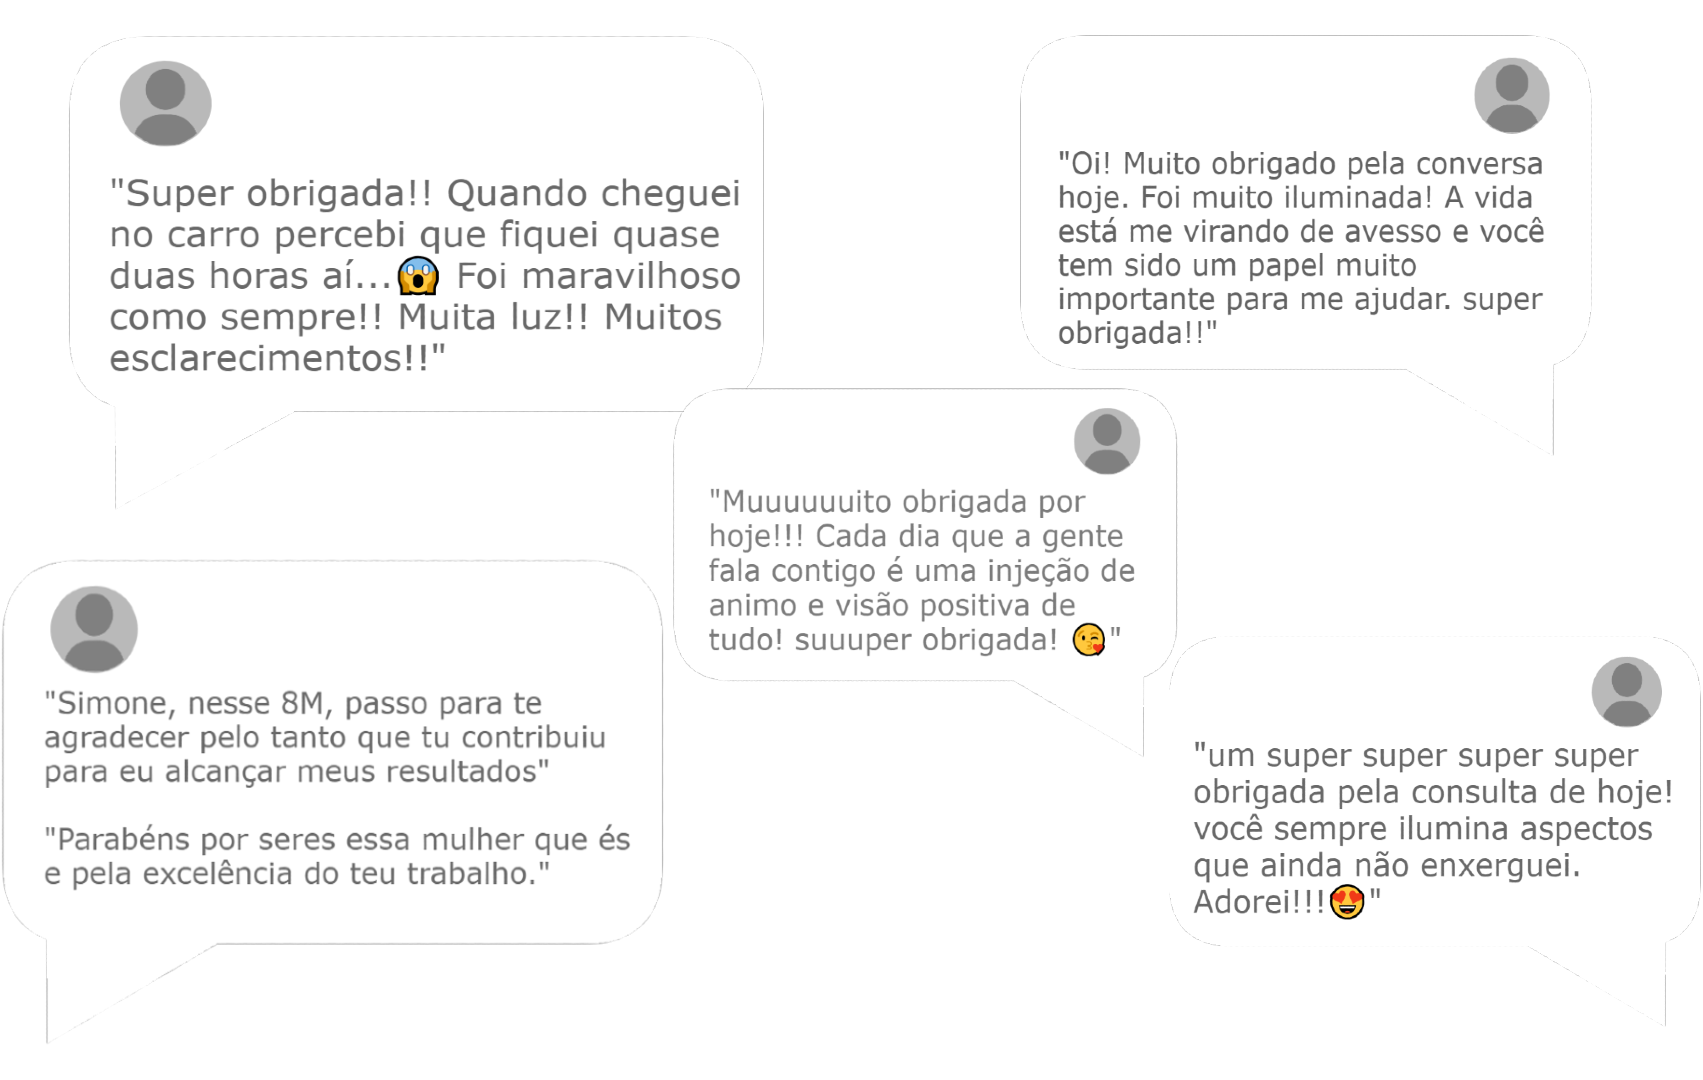 "Super obrigada!! Quando cheguei
no carro percebi que fiquei quase
duas horas aí...😱 Foi maravilhoso
como sempre!! Muita luz!! Muitos
esclarecimentos!!"
"Oi! Muito obrigado pela conversa
hoje. Foi muito iluminada! A vida
está me virando de avesso e você
tem sido um papel muito
importante para me ajudar. super
obrigada!!"
"Muuuuuuito obrigada por
hoje!!! Cada dia que a gente
fala contigo é uma injeção de
animo e visão positiva de
tudo! suuuper obrigada! 😘"
"Simone, nesse 8M, passo para te
agradecer pelo tanto que tu contribuiu
para eu alcançar meus resultados"
"Parabéns por seres essa mulher que és
e pela excelência do teu trabalho."
"um super super super super
obrigada pela consulta de hoje!
você sempre ilumina aspectos
que ainda não enxerguei.
Adorei!!!😍"